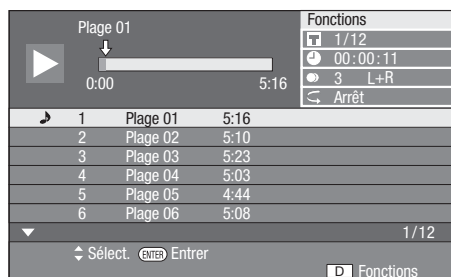 Plage 01
0:00 5:16
Fonctions
T 1/12
00:00:11
3 L+R
Arrêt
1 Plage 01 5:16
2 Plage 02 5:10
3 Plage 03 5:23
4 Plage 04 5:03
5 Plage 05 4:44
6 Plage 06 5:08
1/12
Sélect. ENTER Entrer
D Fonctions